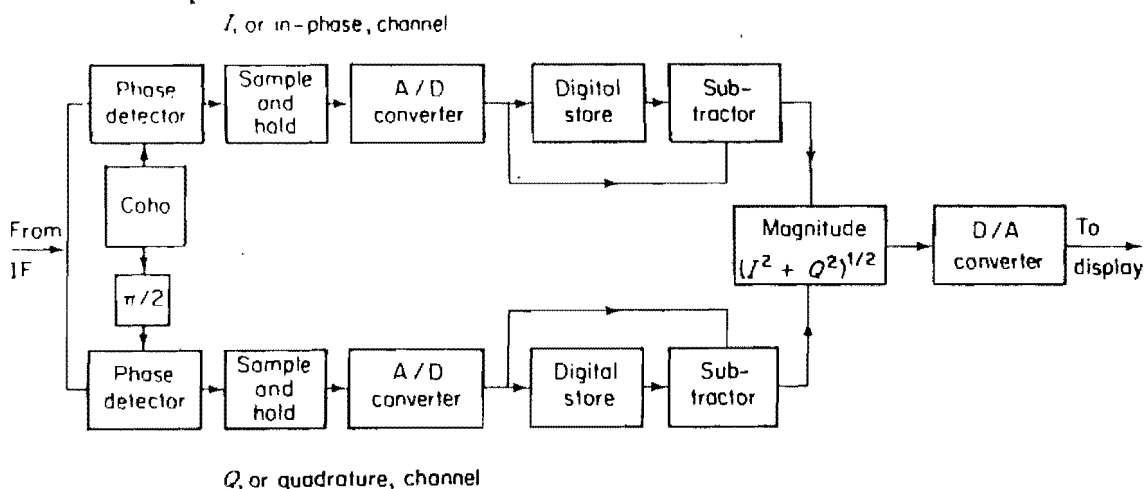 I, or in-phase, channel
Phase
detector
Sample
and
hold
A/D
converter
Digital
store
Sub-
tractor
Coho
From
IF
π/2
Magnitude
(I² + Q²)^1/2
D/A
converter
To
display
Phase
detector
Sample
and
hold
A/D
converter
Digital
store
Sub-
tractor
Q, or quadrature, channel